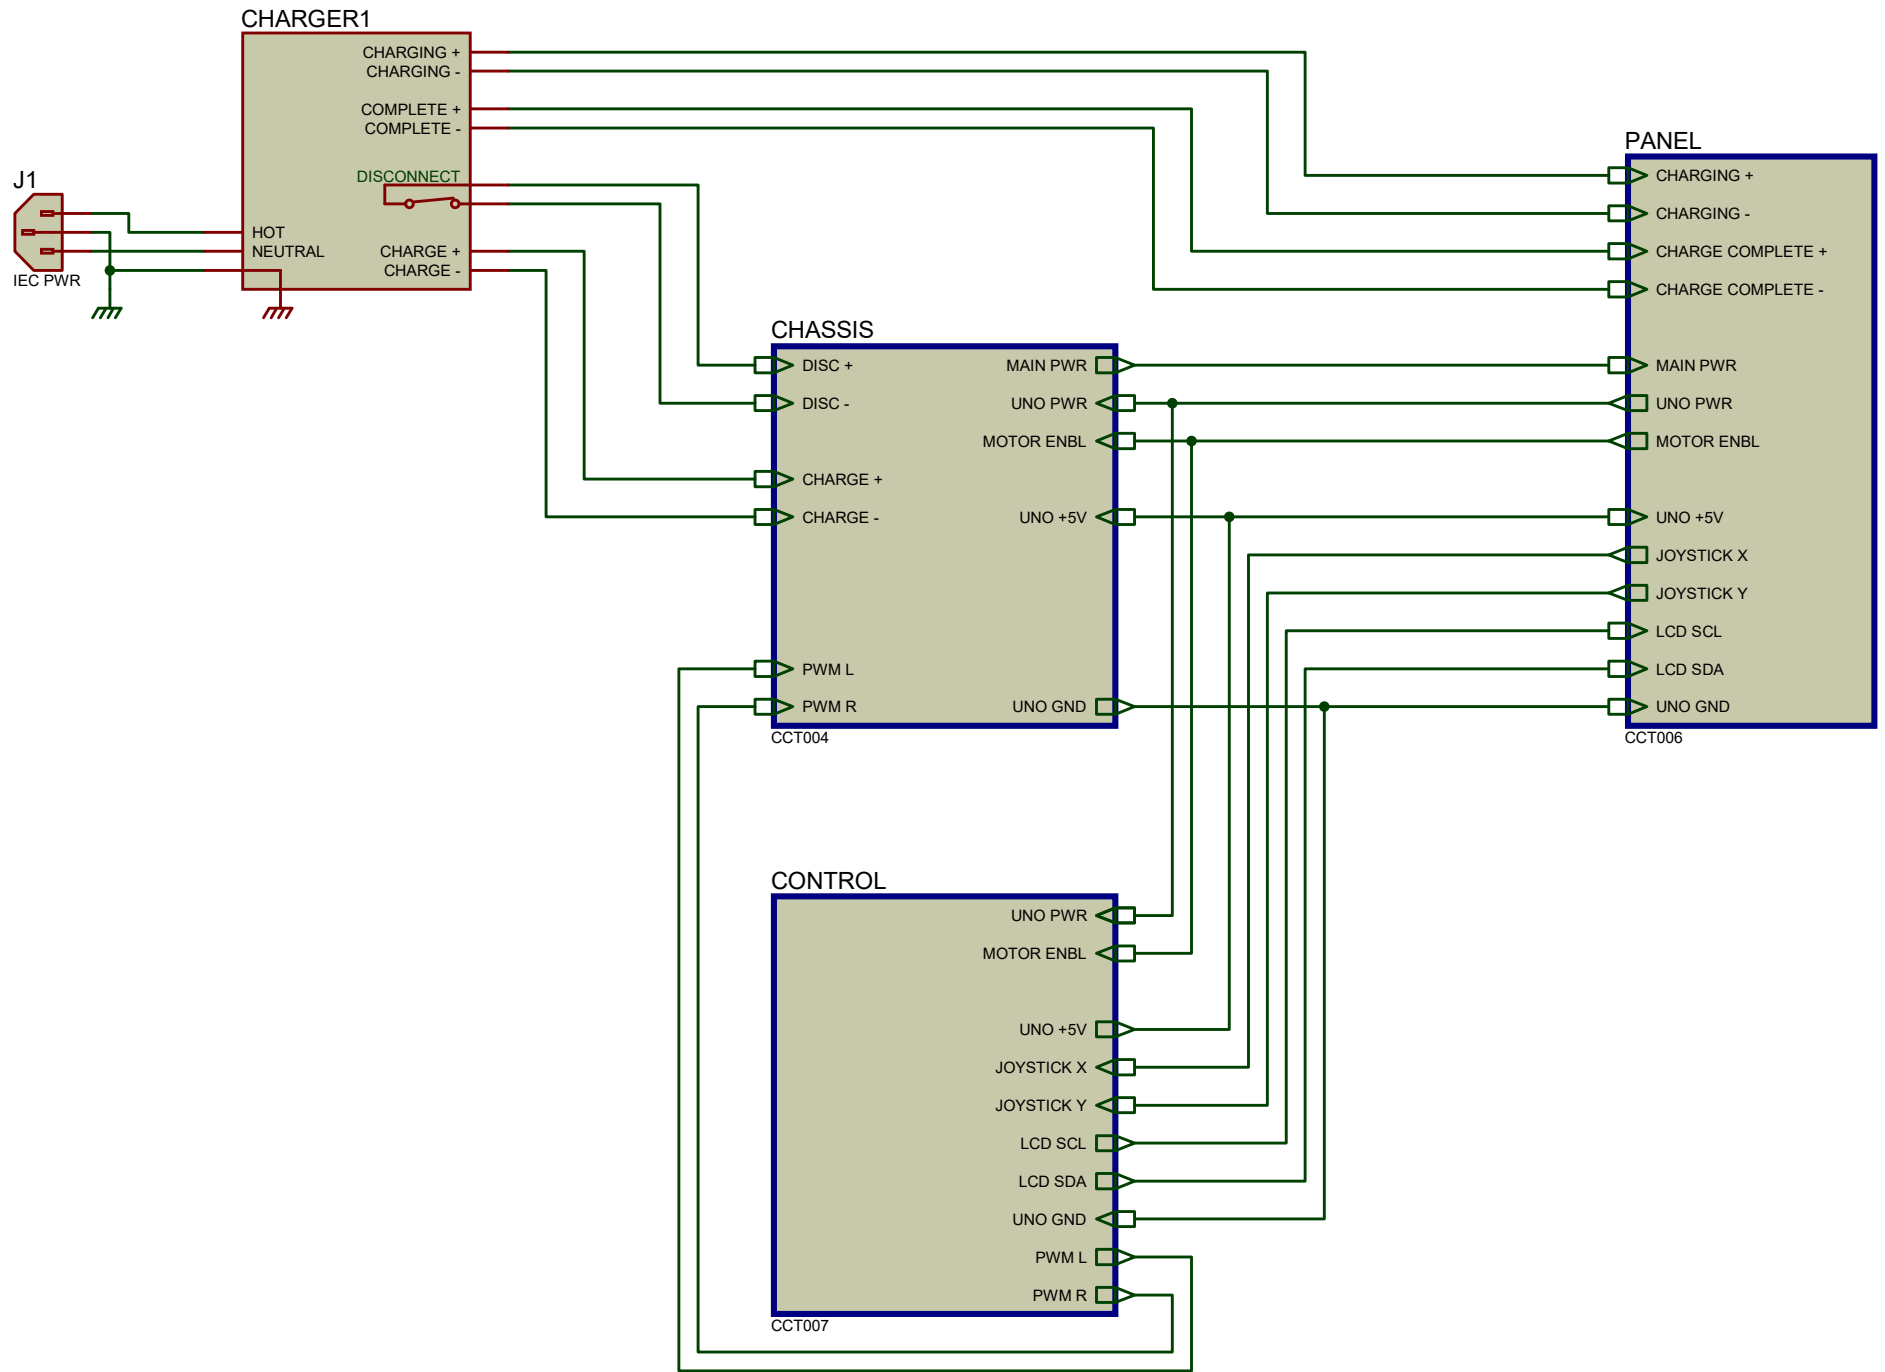 CHARGER1
CHARGING +
CHARGING -
COMPLETE +
COMPLETE -
DISCONNECT
HOT
NEUTRAL
CHARGE +
CHARGE -
J1
IEC PWR
PANEL
CHARGING +
CHARGING -
CHARGE COMPLETE +
CHARGE COMPLETE -
MAIN PWR
UNO PWR
MOTOR ENBL
UNO +5V
JOYSTICK X
JOYSTICK Y
LCD SCL
LCD SDA
UNO GND
CCT006
CHASSIS
DISC +
DISC -
CHARGE +
CHARGE -
PWM L
PWM R
MAIN PWR
UNO PWR
MOTOR ENBL
UNO +5V
UNO GND
CCT004
CONTROL
UNO PWR
MOTOR ENBL
UNO +5V
JOYSTICK X
JOYSTICK Y
LCD SCL
LCD SDA
UNO GND
PWM L
PWM R
CCT007